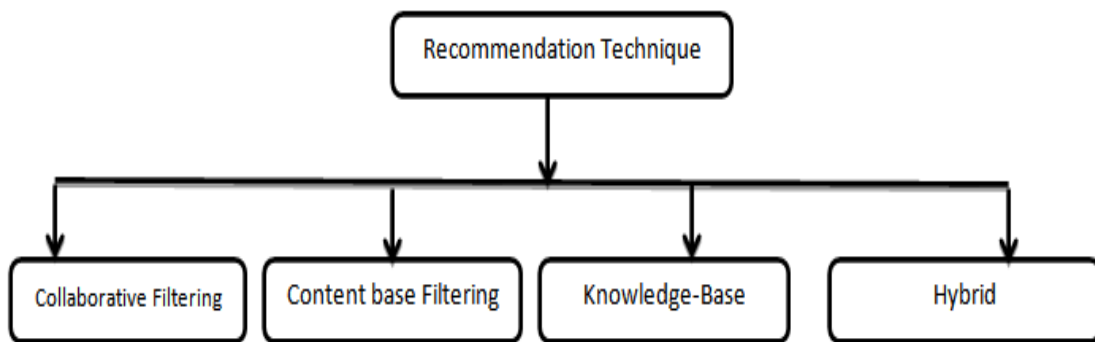 Recommendation Technique
Collaborative Filtering
Content base Filtering
Knowledge-Base
Hybrid